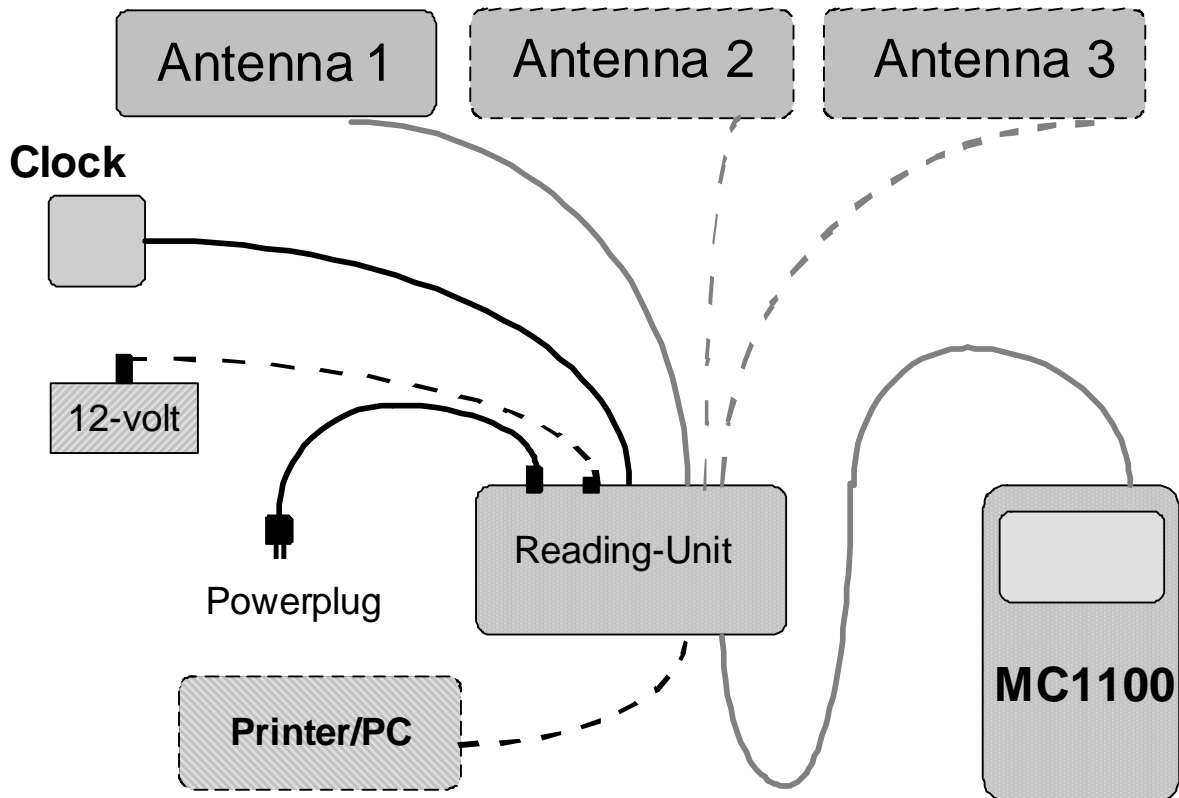 Antenna 1
Antenna 2
Antenna 3
Clock
12-volt
Reading-Unit
Powerplug
MC1100
Printer/PC